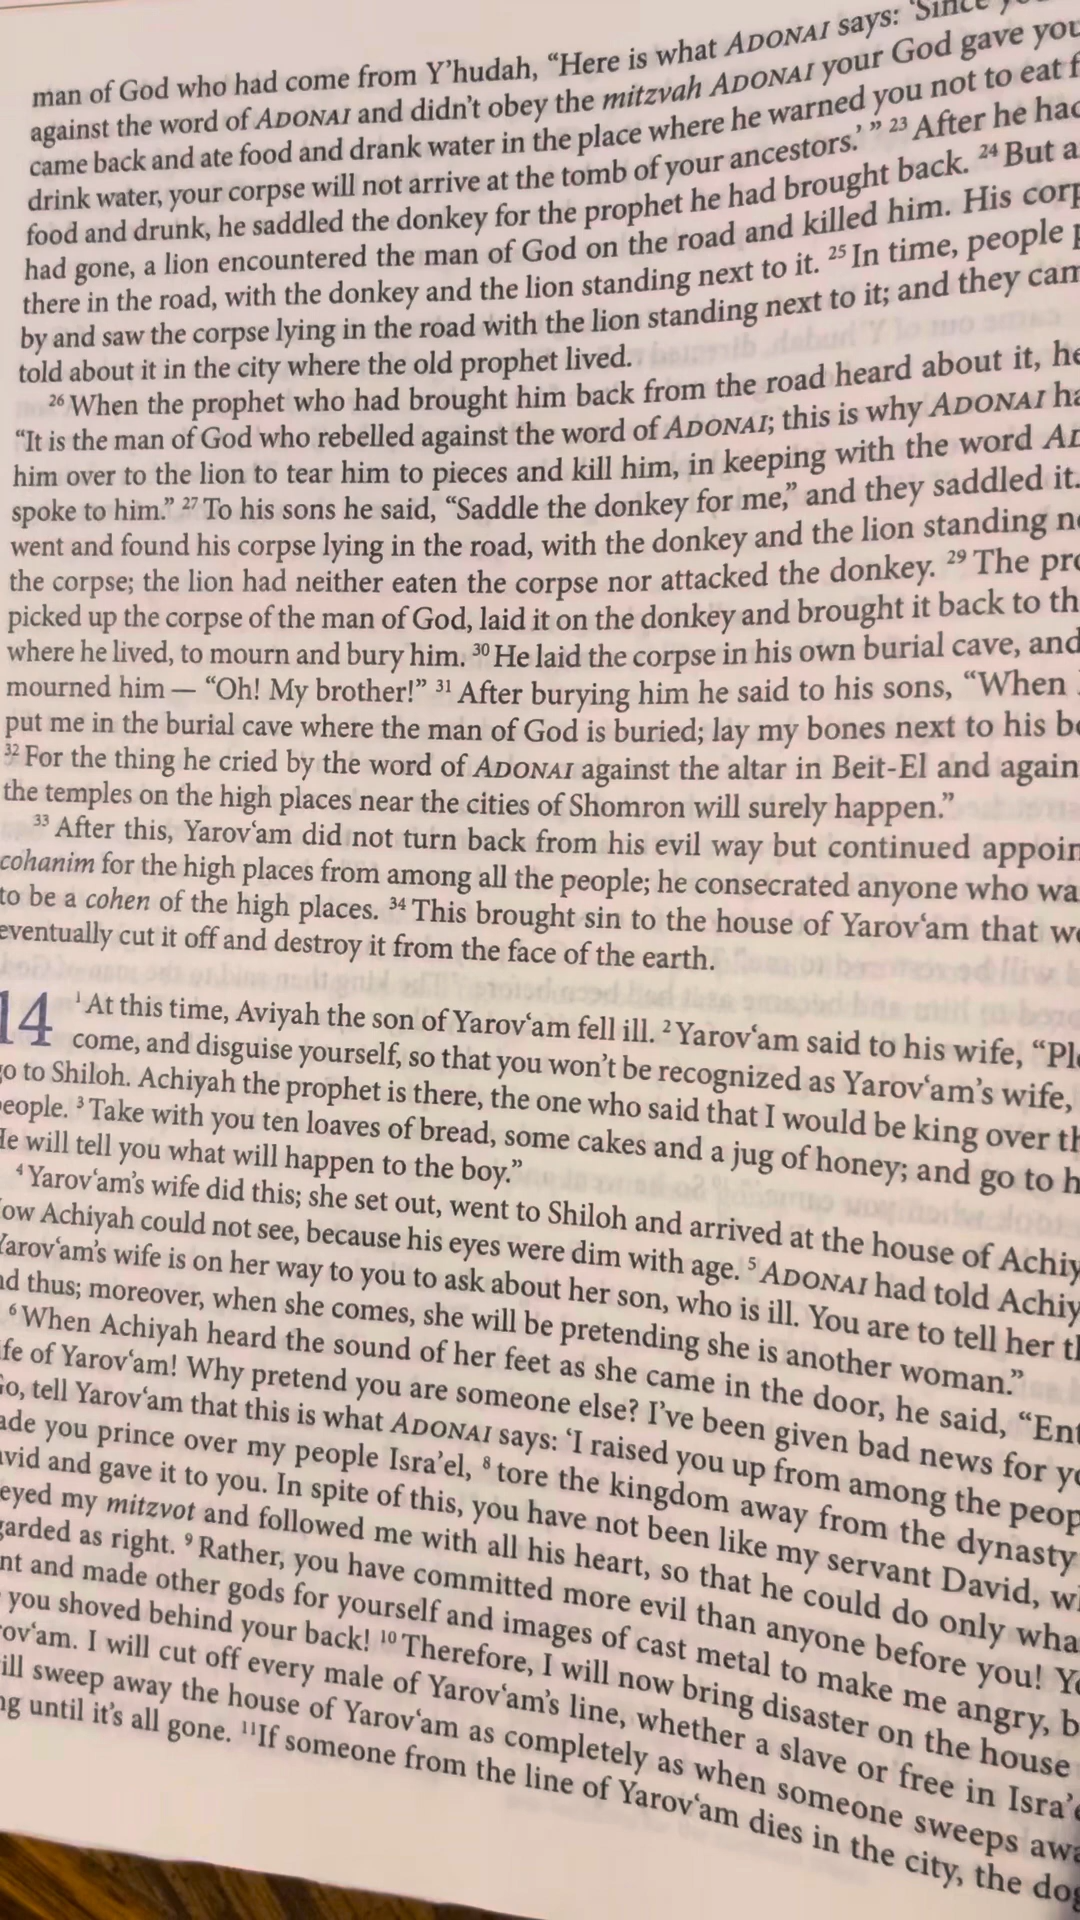 man of God who had come from Y’hudah, “Here is what ADONAI says: ‘Since
against the word of ADONAI and didn’t obey the mitzvah ADONAI your God gave you
came back and ate food and drank water in the place where he warned you not to eat
drink water, your corpse will not arrive at the tomb of your ancestors.’ ” 23 After he had
food and drunk, he saddled the donkey for the prophet he had brought back. 24 But a
had gone, a lion encountered the man of God on the road and killed him. His
there in the road, with the donkey and the lion standing next to it. 25 In time, people
by and saw the corpse lying in the road with the lion standing next to it; and they
told about it in the city where the old prophet lived.
26 When the prophet who had brought him back from the road heard about it, he
“It is the man of God who rebelled against the word of ADONAI; this is why ADONAI
him over to the lion to tear him to pieces and kill him, in keeping with the word
spoke to him.” 27 To his sons he said, “Saddle the donkey for me,” and they saddled it.
went and found his corpse lying in the road, with the donkey and the lion standing
the corpse; the lion had neither eaten the corpse nor attacked the donkey. 29 The
picked up the corpse of the man of God, laid it on the donkey and brought it back to
where he lived, to mourn and bury him. 30 He laid the corpse in his own burial cave, and
mourned him — “Oh! My brother!” 31 After burying him he said to his sons, “When
put me in the burial cave where the man of God is buried; lay my bones next to his
32 For the thing he cried by the word of ADONAI against the altar in Beit-El and
the temples on the high places near the cities of Shomron will surely happen.”
33 After this, Yarov‘am did not turn back from his evil way but continued
cohanim for the high places from among all the people; he consecrated anyone who
to be a cohen of the high places. 34 This brought sin to the house of Yarov‘am that
eventually cut it off and destroy it from the face of the earth.
14 1 At this time, Aviyah the son of Yarov‘am fell ill. 2 Yarov‘am said to his wife,
come, and disguise yourself, so that you won’t be recognized as Yarov‘am’s wife,
go to Shiloh. Achiyah the prophet is there, the one who said that I would be king over
people. 3 Take with you ten loaves of bread, some cakes and a jug of honey; and go to
He will tell you what will happen to the boy.”
4 Yarov‘am’s wife did this; she set out, went to Shiloh and arrived at the house of
Now Achiyah could not see, because his eyes were dim with age. 5 ADONAI had told
Yarov‘am’s wife is on her way to you to ask about her son, who is ill. You are to tell her
and thus; moreover, when she comes, she will be pretending she is another woman.”
6 When Achiyah heard the sound of her feet as she came in the door, he said,
of Yarov‘am! Why pretend you are someone else? I’ve been given bad news for
Go, tell Yarov‘am that this is what ADONAI says: ‘I raised you up from among the
you prince over my people Isra’el, 8 tore the kingdom away from the dynasty
and gave it to you. In spite of this, you have not been like my servant David,
my mitzvot and followed me with all his heart, so that he could do only
as right. 9 Rather, you have committed more evil than anyone before you!
and made other gods for yourself and images of cast metal to make me angry,
you shoved behind your back! 10 Therefore, I will now bring disaster on the house
I will cut off every male of Yarov‘am’s line, whether a slave or free in
sweep away the house of Yarov‘am as completely as when someone sweeps
until it’s all gone. 11 If someone from the line of Yarov‘am dies in the city, the